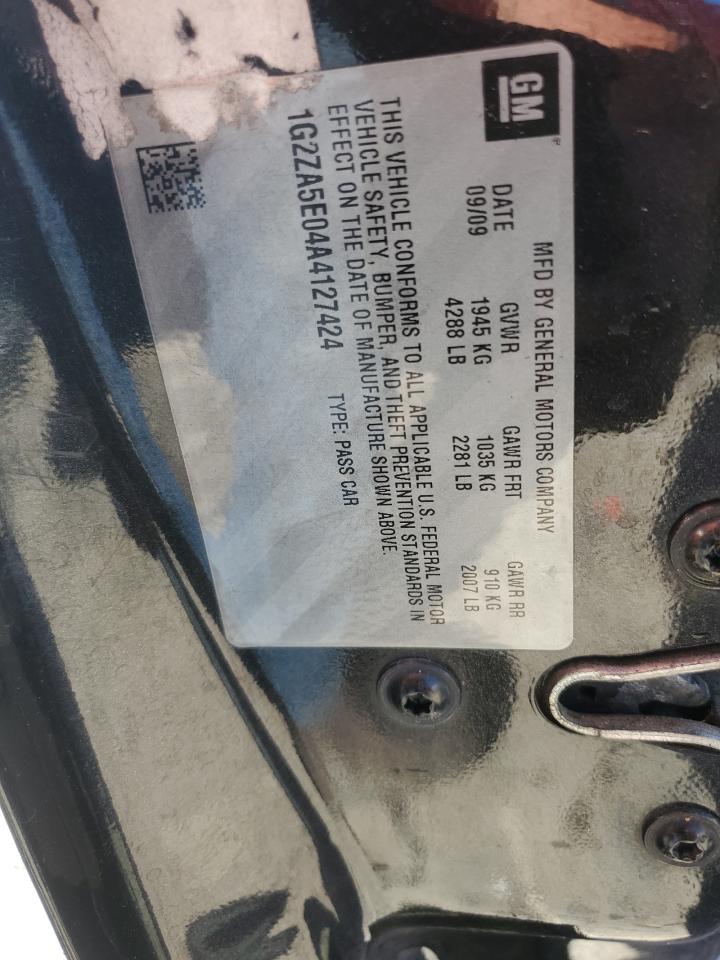 GM
MFD BY GENERAL MOTORS COMPANY
DATE GVWR GAWR FRT GAWR RR
09/09 1945 KG 1035 KG 910 KG
4288 LB 2281 LB 2007 LB
THIS VEHICLE CONFORMS TO ALL APPLICABLE U.S. FEDERAL MOTOR
VEHICLE SAFETY, BUMPER, AND THEFT PREVENTION STANDARDS IN
EFFECT ON THE DATE OF MANUFACTURE SHOWN ABOVE.
1G2ZA5E04A4127424 TYPE: PASS CAR